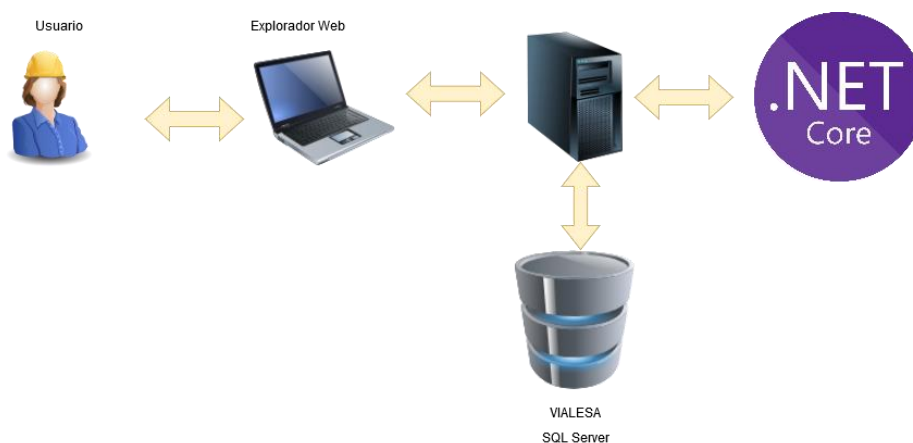 Usuario
Explorador Web
.NET
Core
VIALESA
SQL Server